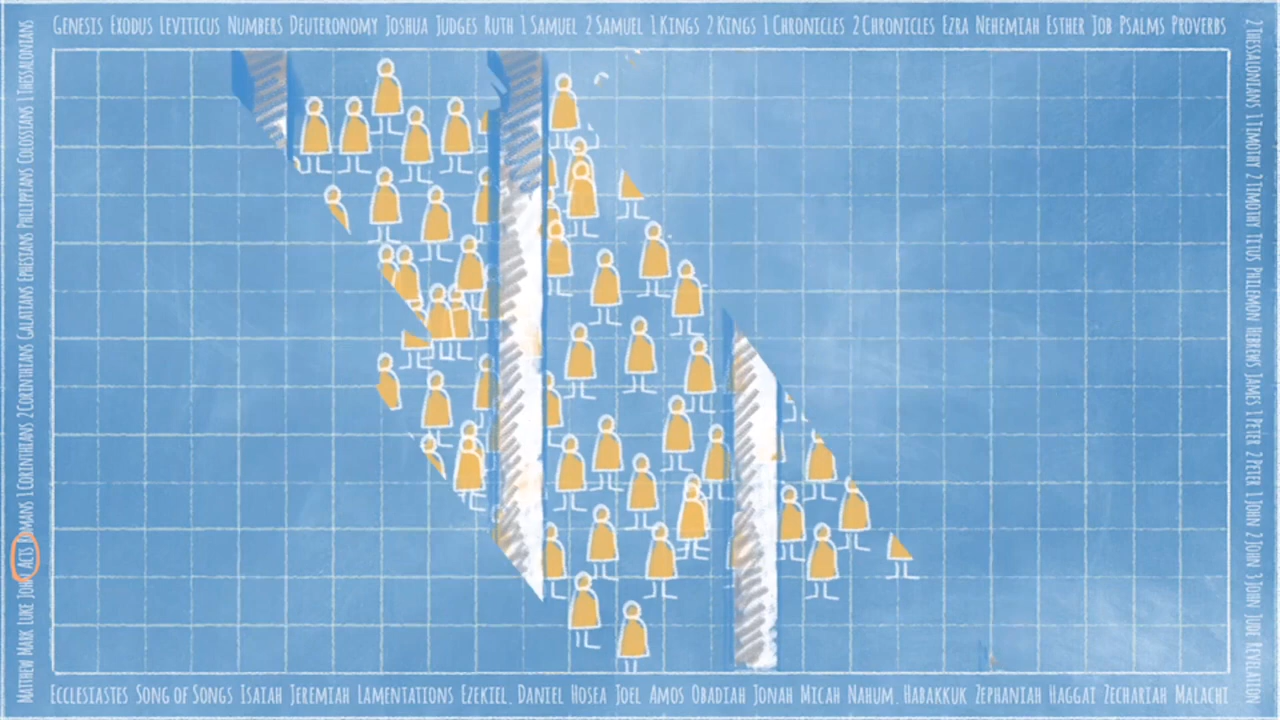 Genesis Exodus Leviticus Numbers Deuteronomy Joshua Judges Ruth 1 Samuel 2 Samuel 1 Kings 2 Kings 1 Chronicles 2 Chronicles Ezra Nehemiah Esther Job Psalms Proverbs
Ecclesiastes Song of Songs Isaiah Jeremiah Lamentations Ezekiel Daniel Hosea Joel Amos Obadiah Jonah Micah Nahum Habakkuk Zephaniah Haggai Zechariah Malachi
Matthew Mark Luke John Acts Romans 1 Corinthians 2 Corinthians Galatians Ephesians Philippians Colossians 1 Thessalonians
2 Thessalonians 1 Timothy 2 Timothy Titus Philemon Hebrews James 1 Peter 2 Peter 1 John 2 John 3 John Jude Revelation